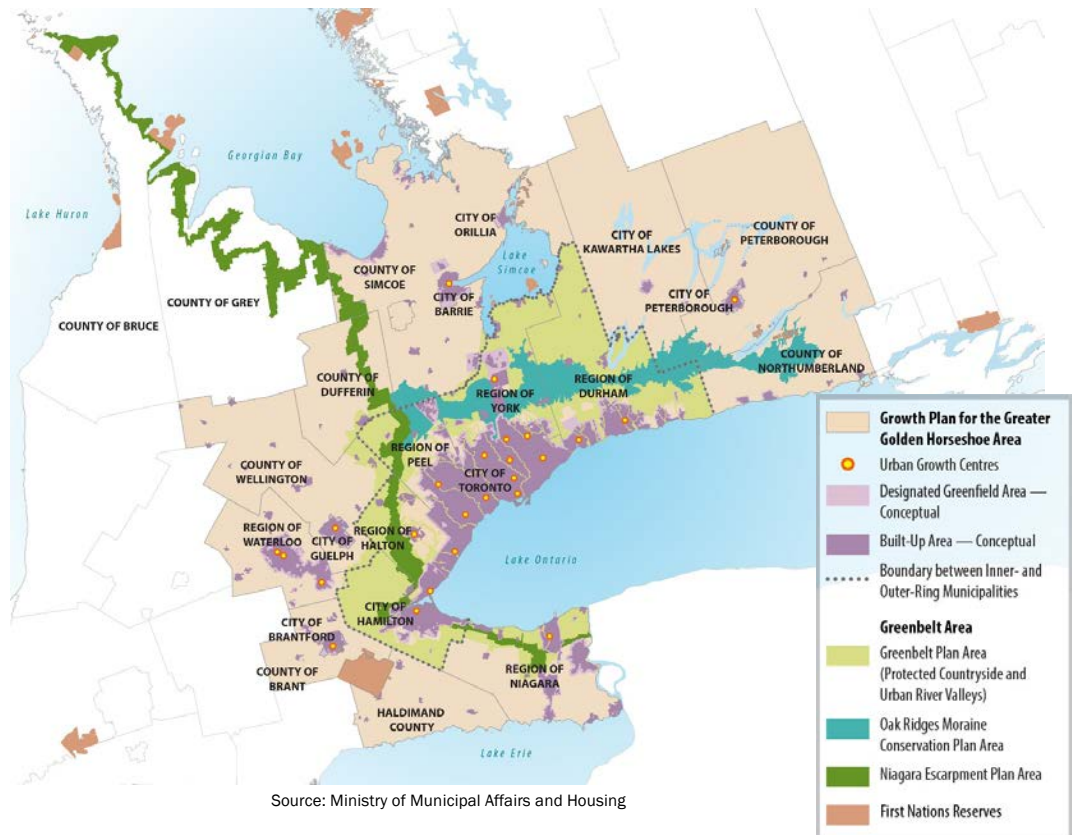 Georgian Bay
Lake Huron
CITY OF
ORILLIA
CITY OF
KAWARTHA LAKES
COUNTY OF
PETERBOROUGH
Lake
Simcoe
COUNTY OF
SIMCOE
CITY OF
BARRIE
CITY OF
PETERBOROUGH
COUNTY OF GREY
COUNTY OF BRUCE
COUNTY OF
NORTHUMBERLAND
COUNTY OF
DUFFERIN
REGION OF
YORK
REGION OF
DURHAM
REGION OF
PEEL
CITY OF
TORONTO
COUNTY OF
WELLINGTON
REGION OF
WATERLOO
CITY OF
GUELPH
REGION OF
HALTON
Lake Ontario
CITY OF
HAMILTON
CITY OF
BRANTFORD
COUNTY OF
BRANT
REGION OF
NIAGARA
HALDIMAND
COUNTY
Lake Erie
Growth Plan for the Greater
Golden Horseshoe Area
Urban Growth Centres
Designated Greenfield Area —
Conceptual
Built-Up Area — Conceptual
Boundary between Inner- and
Outer-Ring Municipalities
Greenbelt Area
Greenbelt Plan Area
(Protected Countryside and
Urban River Valleys)
Oak Ridges Moraine
Conservation Plan Area
Niagara Escarpment Plan Area
First Nations Reserves
Source: Ministry of Municipal Affairs and Housing